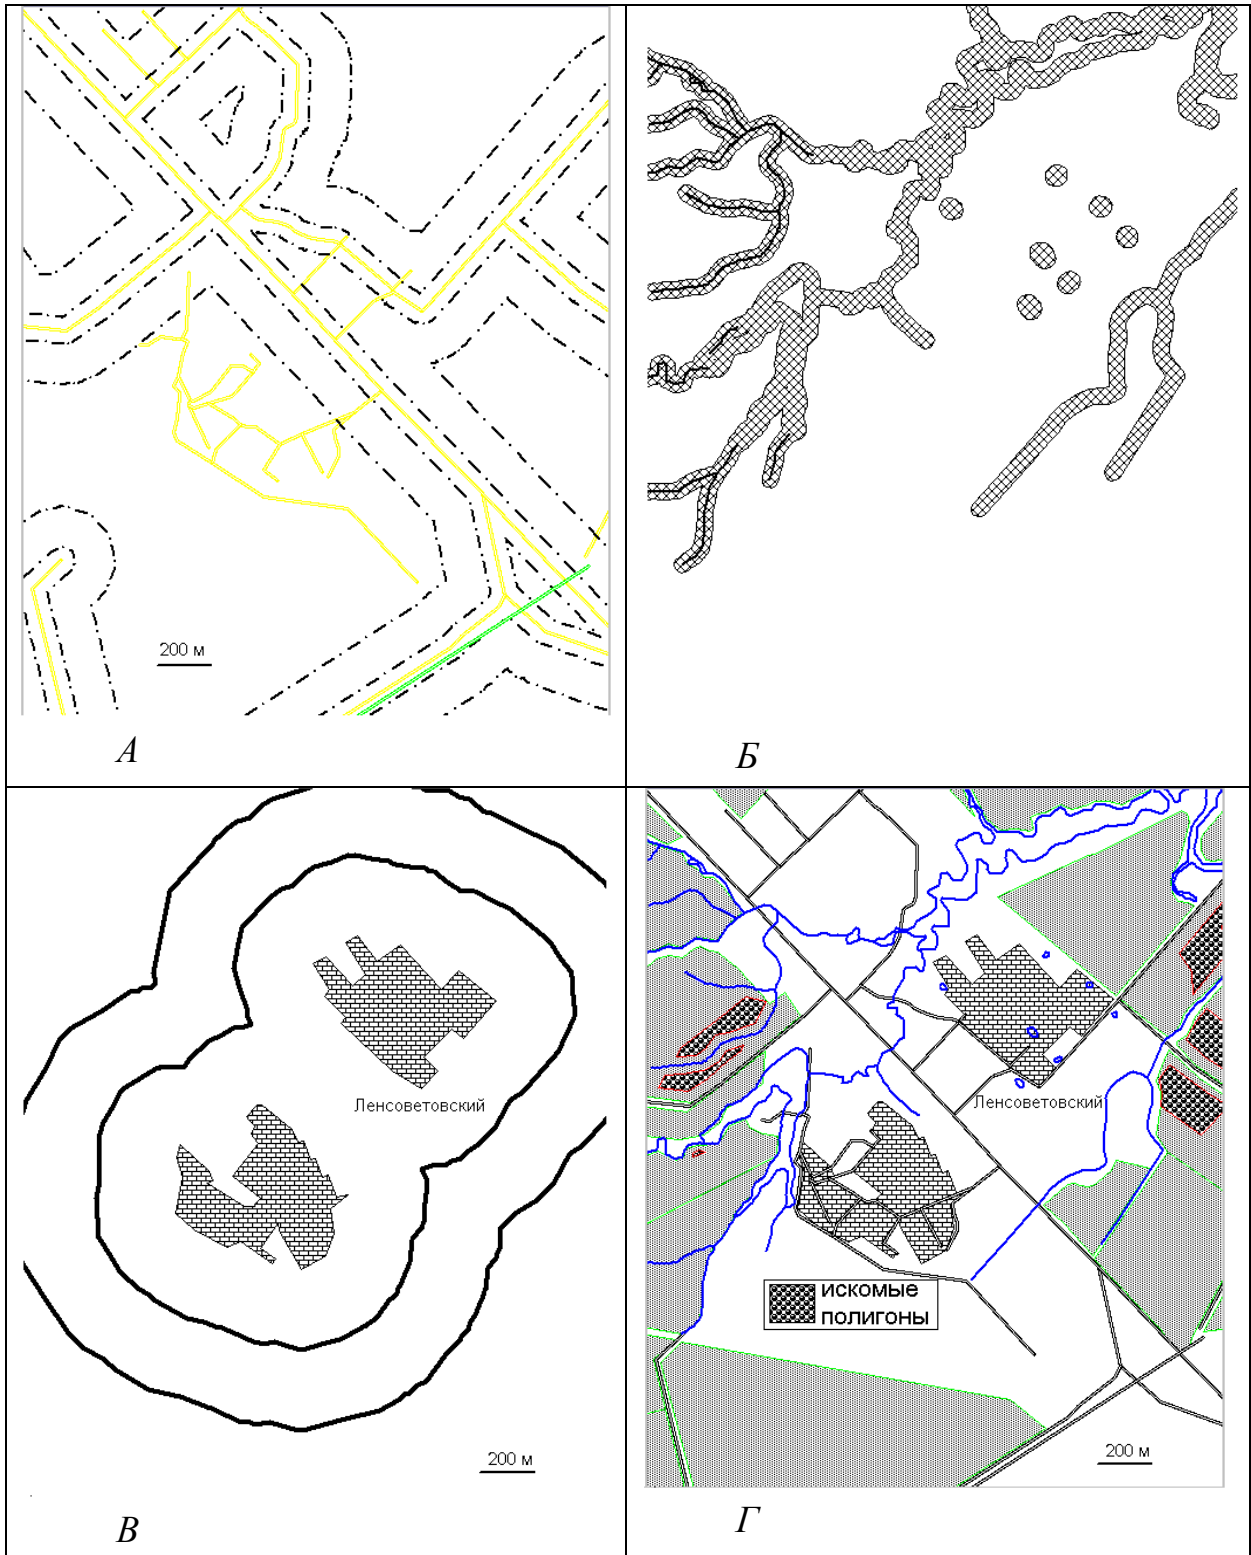 200 м
А
Б
Ленсоветовский
200 м
В
Ленсоветовский
искомые
полигоны
200 м
Г